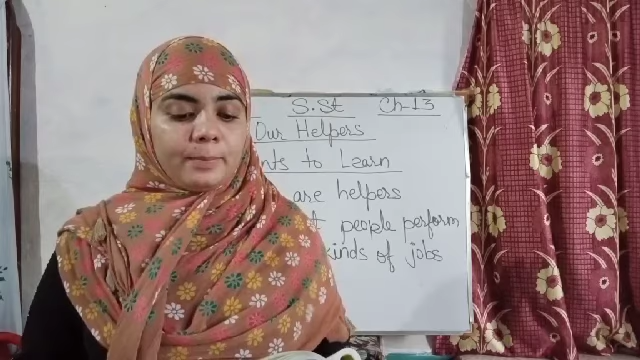 S.St Ch-13
Our Helpers
nts to Learn
are helpers
t people perform
kinds of jobs